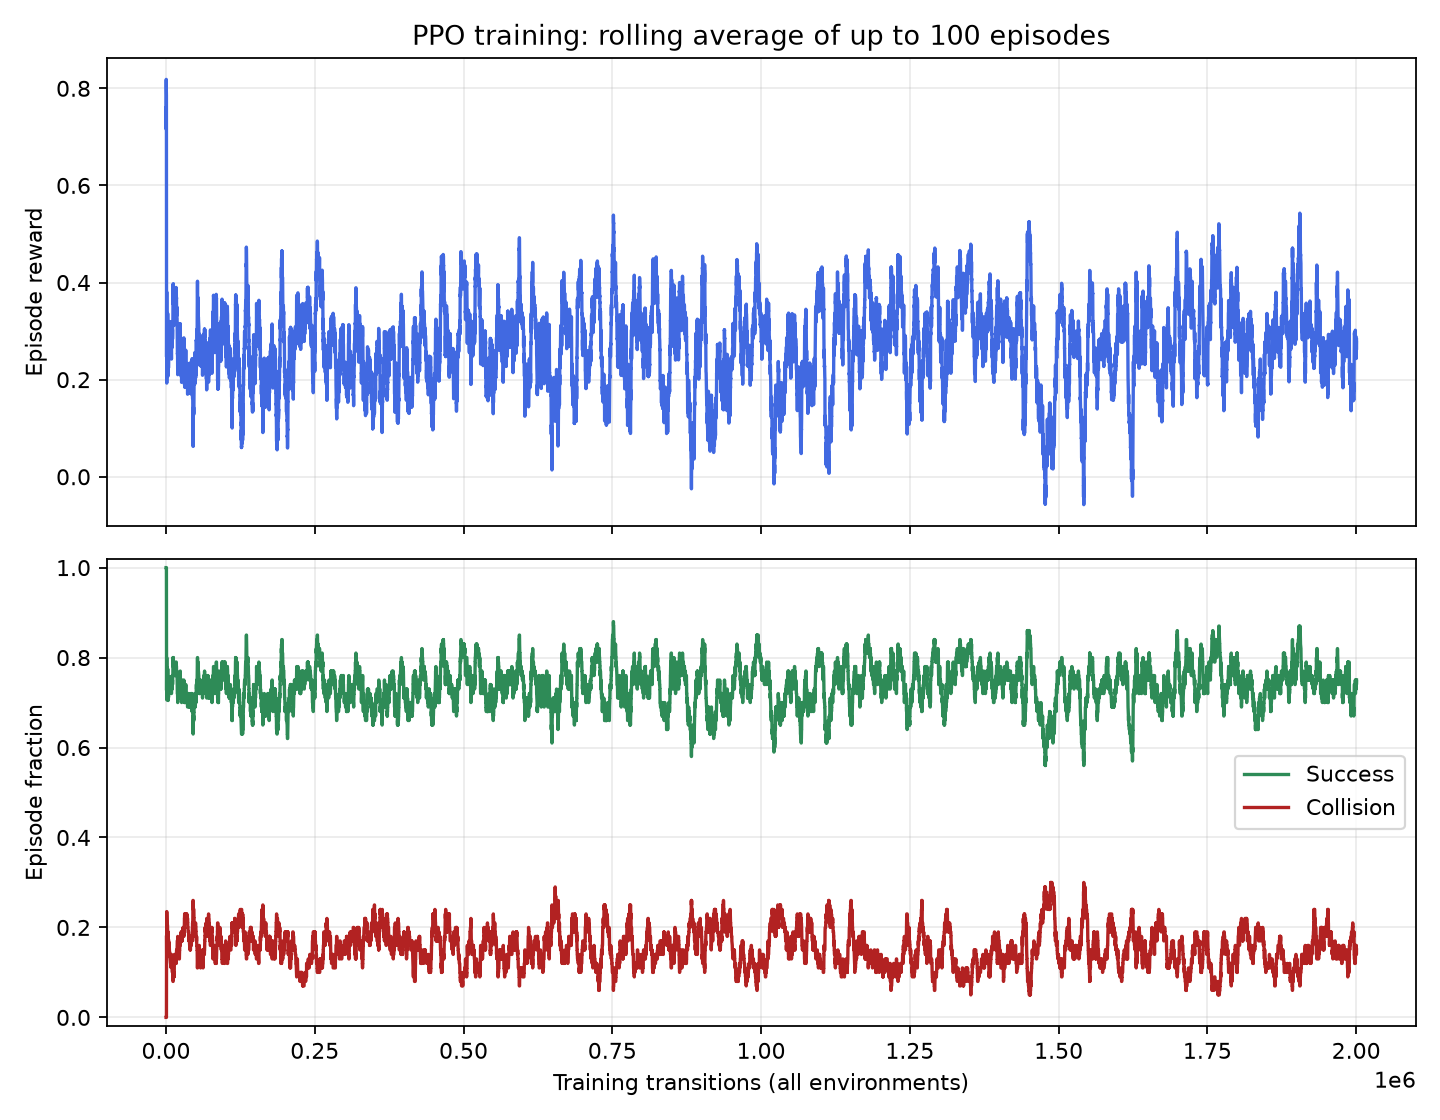 PPO training: rolling average of up to 100 episodes
0.8
0.6
0.4
0.2
0.0
Episode reward
1.0
0.8
0.6
0.4
0.2
0.0
Episode fraction
Success
Collision
0.00 0.25 0.50 0.75 1.00 1.25 1.50 1.75 2.00
1e6
Training transitions (all environments)